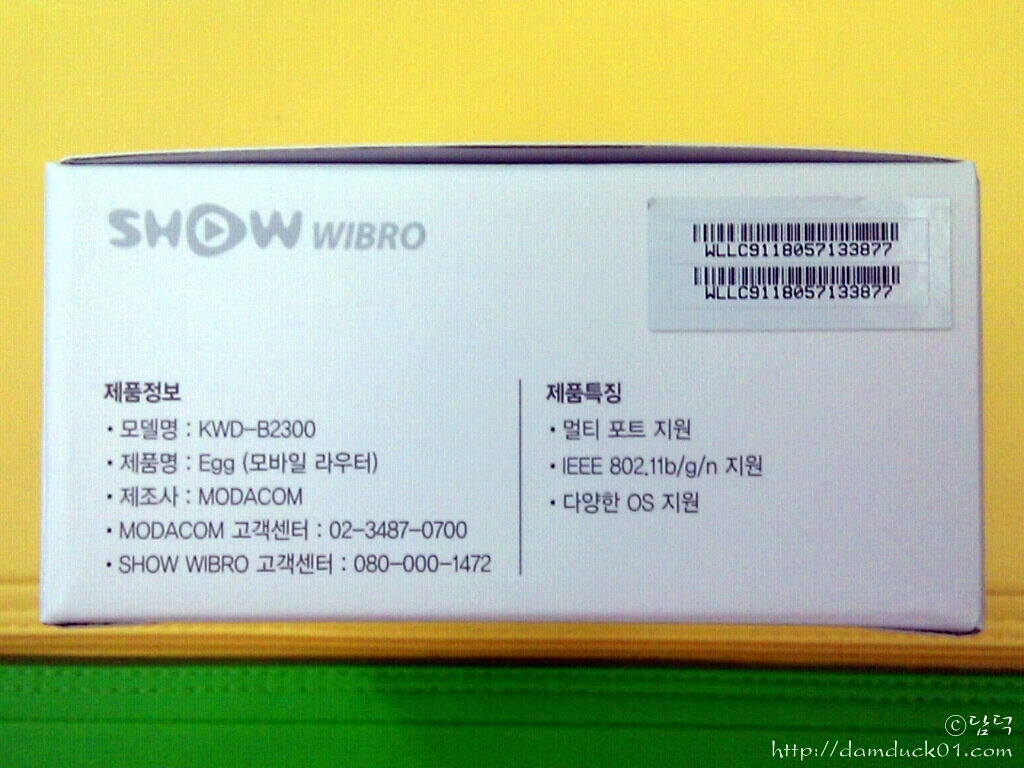 SHOW WIBRO
WLLC9118057133877
WLLC9118057133877
제품정보
· 모델명 : KWD-B2300
· 제품명 : Egg (모바일 라우터)
· 제조사 : MODACOM
· MODACOM 고객센터 : 02-3487-0700
· SHOW WIBRO 고객센터 : 080-000-1472
제품특징
· 멀티 포트 지원
· IEEE 802.11b/g/n 지원
· 다양한 OS 지원
©담덕
http://damduck01.com